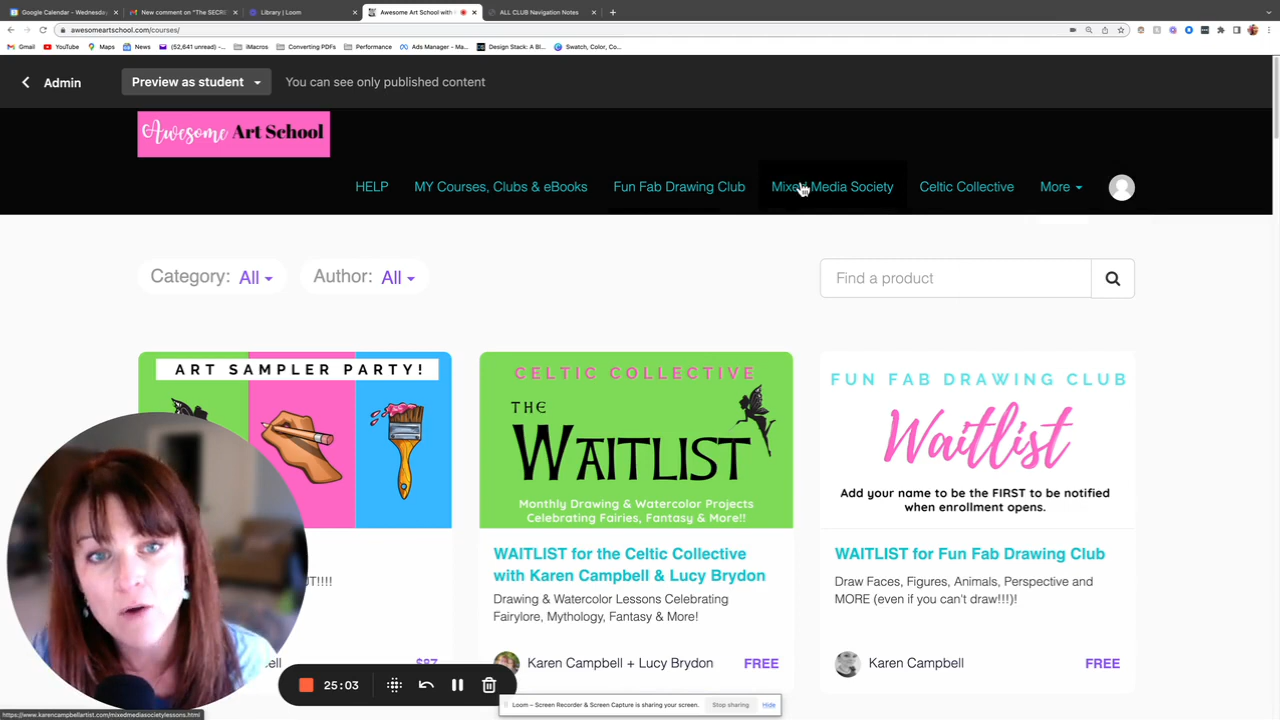 Google Calendar - Wednesday
New comment on "The SECRE
Library | Loom
Awesome Art School with
ALL CLUB Navigation Notes
awesomeartschool.com/courses/
Gmail YouTube Maps News (52,641 unread) iMacros Converting PDFs Performance Ads Manager - Ma... Design Stack: A Bl... Swatch, Color, Co...
Admin
Preview as student
You can see only published content
Awesome Art School
HELP MY Courses, Clubs & eBooks Fun Fab Drawing Club Mixed Media Society Celtic Collective More
Category: All Author: All
Find a product
ART SAMPLER PARTY!
UT!!!!
ell
$87
CELTIC COLLECTIVE
THE
WAITLIST
Monthly Drawing & Watercolor Projects
Celebrating Fairies, Fantasy & More!!
WAITLIST for the Celtic Collective
with Karen Campbell & Lucy Brydon
Drawing & Watercolor Lessons Celebrating
Fairylore, Mythology, Fantasy & More!
Karen Campbell + Lucy Brydon FREE
FUN FAB DRAWING CLUB
Waitlist
Add your name to be the FIRST to be notified
when enrollment opens.
WAITLIST for Fun Fab Drawing Club
Draw Faces, Figures, Animals, Perspective and
MORE (even if you can't draw!!!)!
Karen Campbell FREE
25:03
Loom – Screen Recorder & Screen Capture is sharing your screen. Stop sharing Hide
https://www.karencampbellartist.com/mixedmediasocietylessons.html